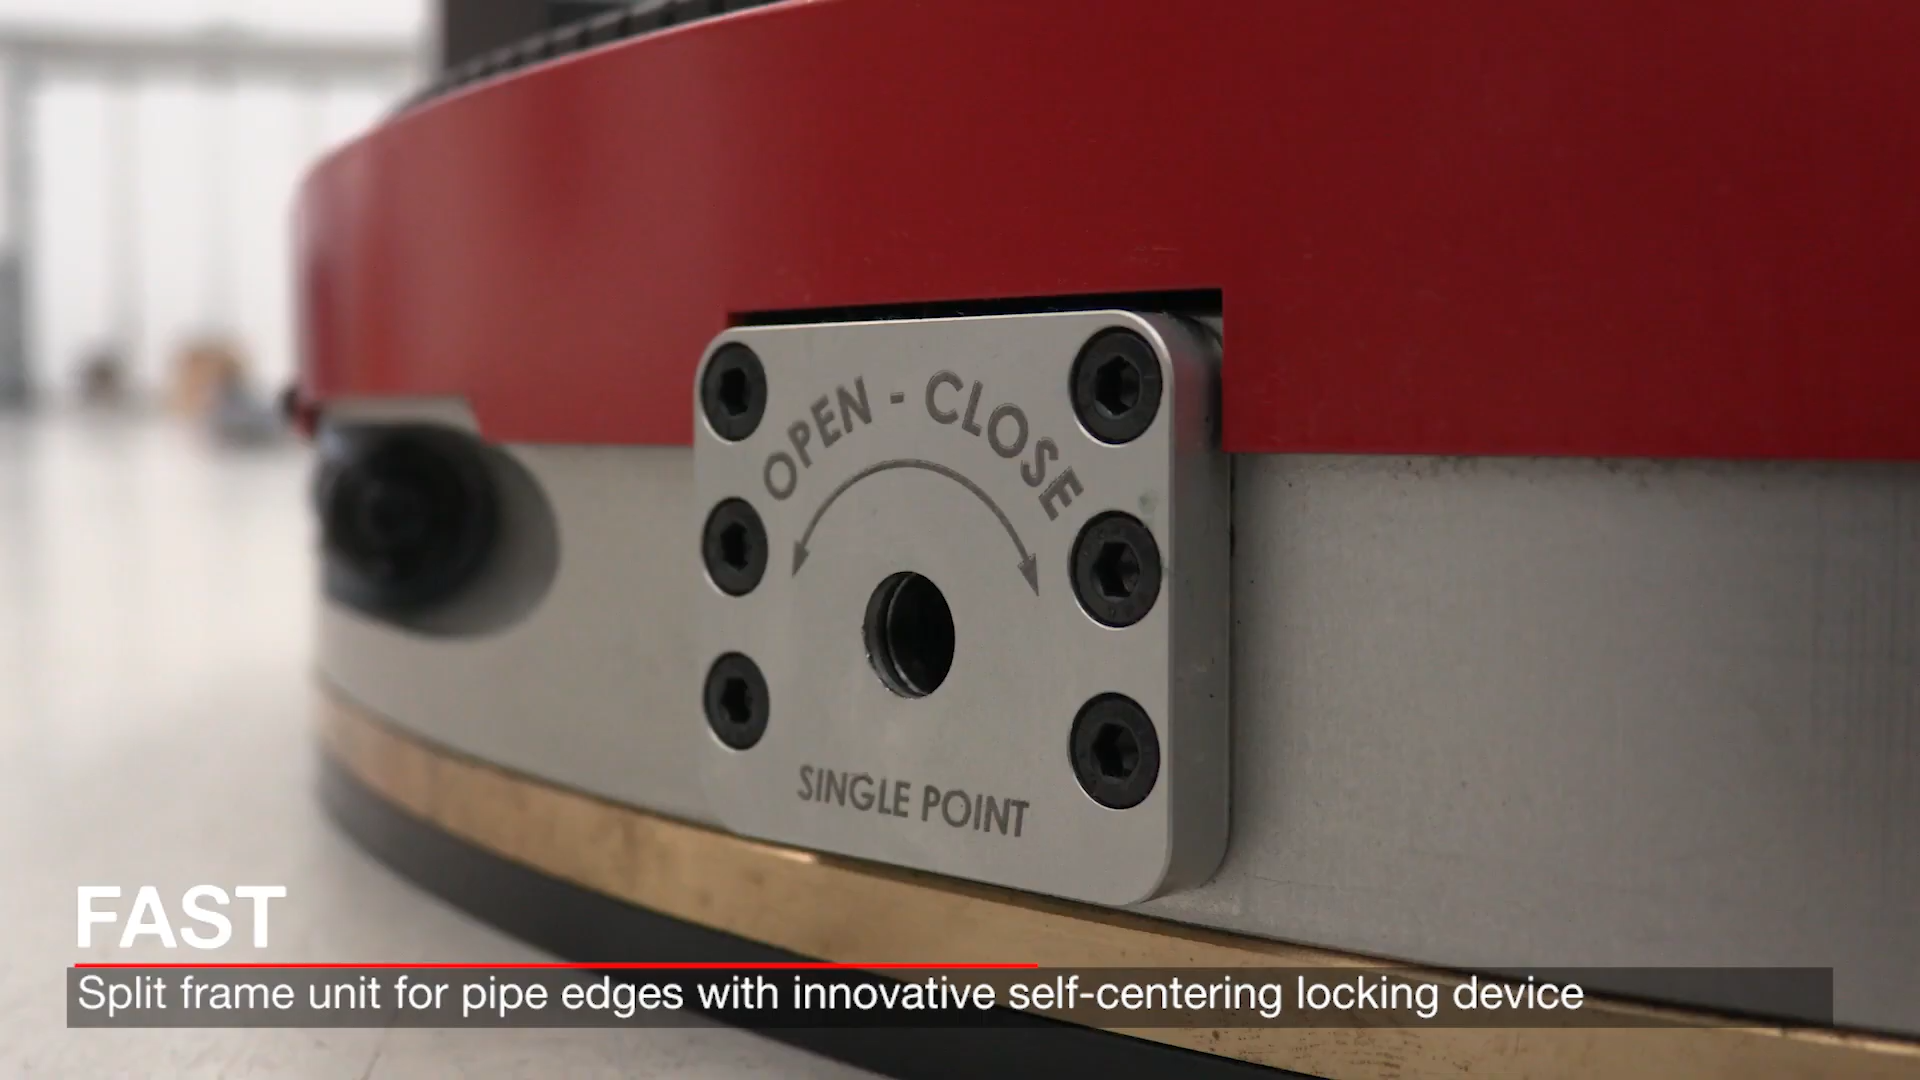 OPEN - CLOSE
SINGLE POINT
FAST
Split frame unit for pipe edges with innovative self-centering locking device